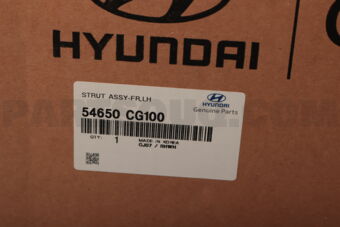 HYUNDAI
STRUT ASSY-FR,LH
54650 CG100
HYUNDAI
Genuine Parts
QTY: 1
MADE IN KOREA